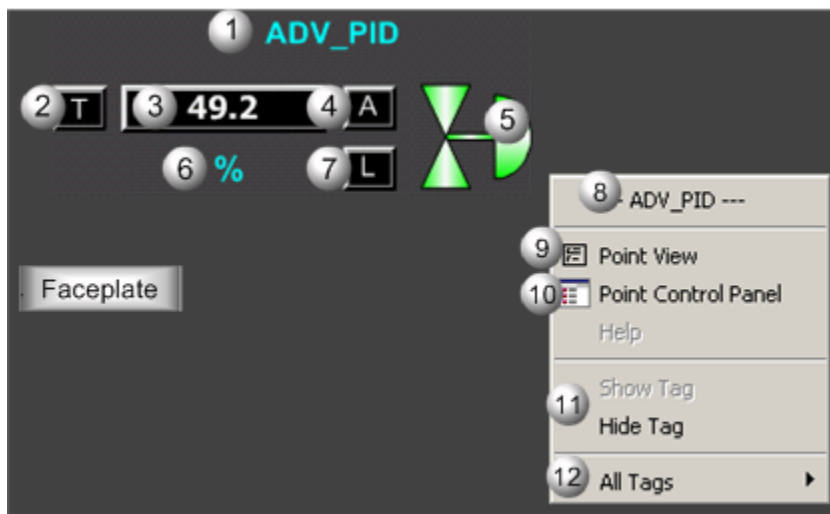 1 ADV_PID
2 T 3 49.2 4 A
5
6 % 7 L
Faceplate
8 - ADV_PID ---
9 Point View
10 Point Control Panel
Help
Show Tag
11
Hide Tag
12 All Tags